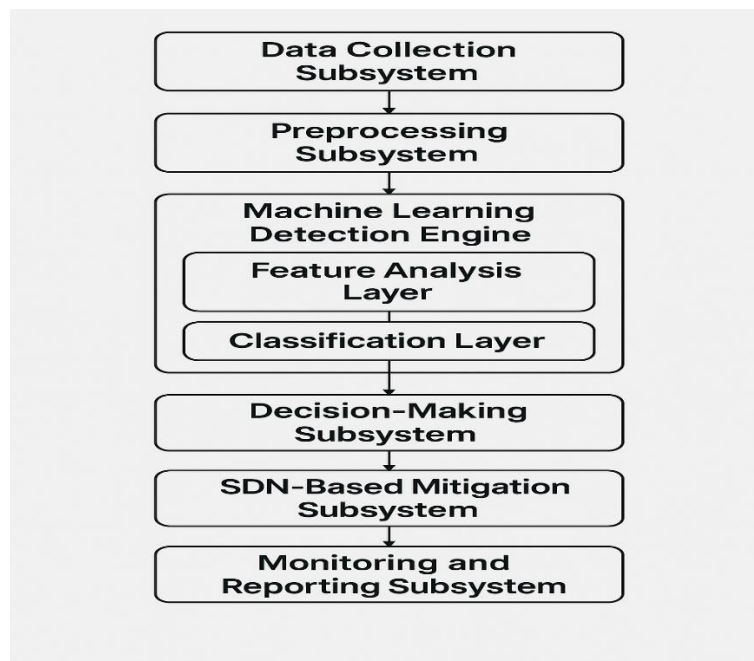 Data Collection
Subsystem
Preprocessing
Subsystem
Machine Learning
Detection Engine
Feature Analysis
Layer
Classification Layer
Decision-Making
Subsystem
SDN-Based Mitigation
Subsystem
Monitoring and
Reporting Subsystem